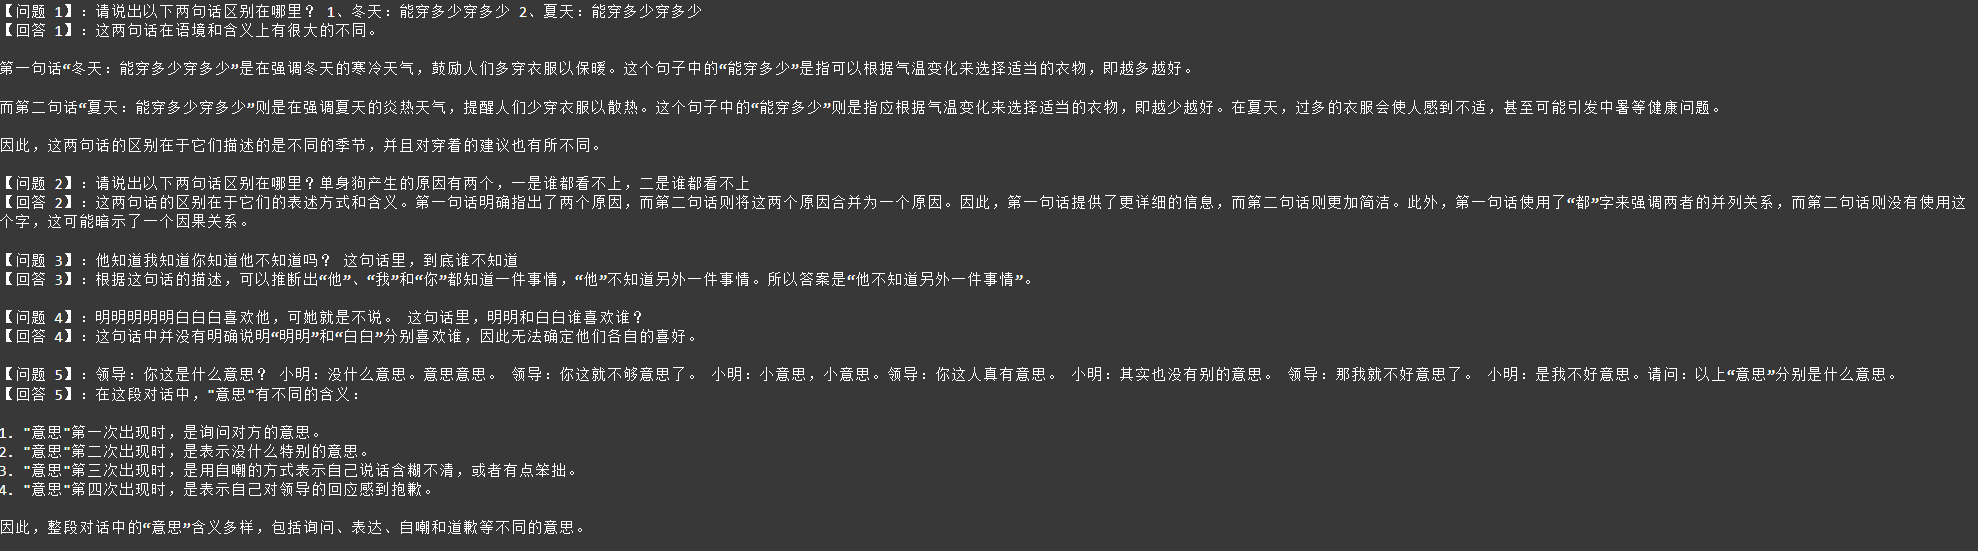 【问题 1】：请说出以下两句话区别在哪里？ 1、冬天：能穿多少穿多少 2、夏天：能穿多少穿多少
【回答 1】：这两句话在语境和含义上有很大的不同。
第一句话“冬天：能穿多少穿多少”是在强调冬天的寒冷天气，鼓励人们多穿衣服以保暖。这个句子中的“能穿多少”是指可以根据气温变化来选择适当的衣物，即越多越好。
而第二句话“夏天：能穿多少穿多少”则是在强调夏天的炎热天气，提醒人们少穿衣服以散热。这个句子中的“能穿多少”则是指应根据气温变化来选择适当的衣物，即越少越好。在夏天，过多的衣服会使人感到不适，甚至可能引发中暑等健康问题。
因此，这两句话的区别在于它们描述的是不同的季节，并且对穿着的建议也有所不同。
【问题 2】：请说出以下两句话区别在哪里？单身狗产生的原因有两个，一是谁都看不上，二是谁都看不上
【回答 2】：这两句话的区别在于它们的表述方式和含义。第一句话明确指出了两个原因，而第二句话则将这两个原因合并为一个原因。因此，第一句话提供了更详细的信息，而第二句话则更加简洁。此外，第一句话使用了“都”字来强调两者的并列关系，而第二句话则没有使用这
个字，这可能暗示了一个因果关系。
【问题 3】：他知道我知道你知道他不知道吗？ 这句话里，到底谁不知道
【回答 3】：根据这句话的描述，可以推断出“他”、“我”和“你”都知道一件事情，“他”不知道另外一件事情。所以答案是“他不知道另外一件事情”。
【问题 4】：明明明明明白白白喜欢他，可她就是不说。 这句话里，明明和白白谁喜欢谁？
【回答 4】：这句话中并没有明确说明“明明”和“白白”分别喜欢谁，因此无法确定他们各自的喜好。
【问题 5】：领导：你这是什么意思？ 小明：没什么意思。意思意思。 领导：你这就不够意思了。 小明：小意思，小意思。领导：你这人真有意思。 小明：其实也没有别的意思。 领导：那我就不好意思了。 小明：是我不好意思。请问：以上“意思”分别是什么意思。
【回答 5】：在这段对话中，"意思"有不同的含义：
1. "意思"第一次出现时，是询问对方的意思。
2. "意思"第二次出现时，是表示没什么特别的意思。
3. "意思"第三次出现时，是用自嘲的方式表示自己说话含糊不清，或者有点笨拙。
4. "意思"第四次出现时，是表示自己对领导的回应感到抱歉。
因此，整段对话中的“意思”含义多样，包括询问、表达、自嘲和道歉等不同的意思。